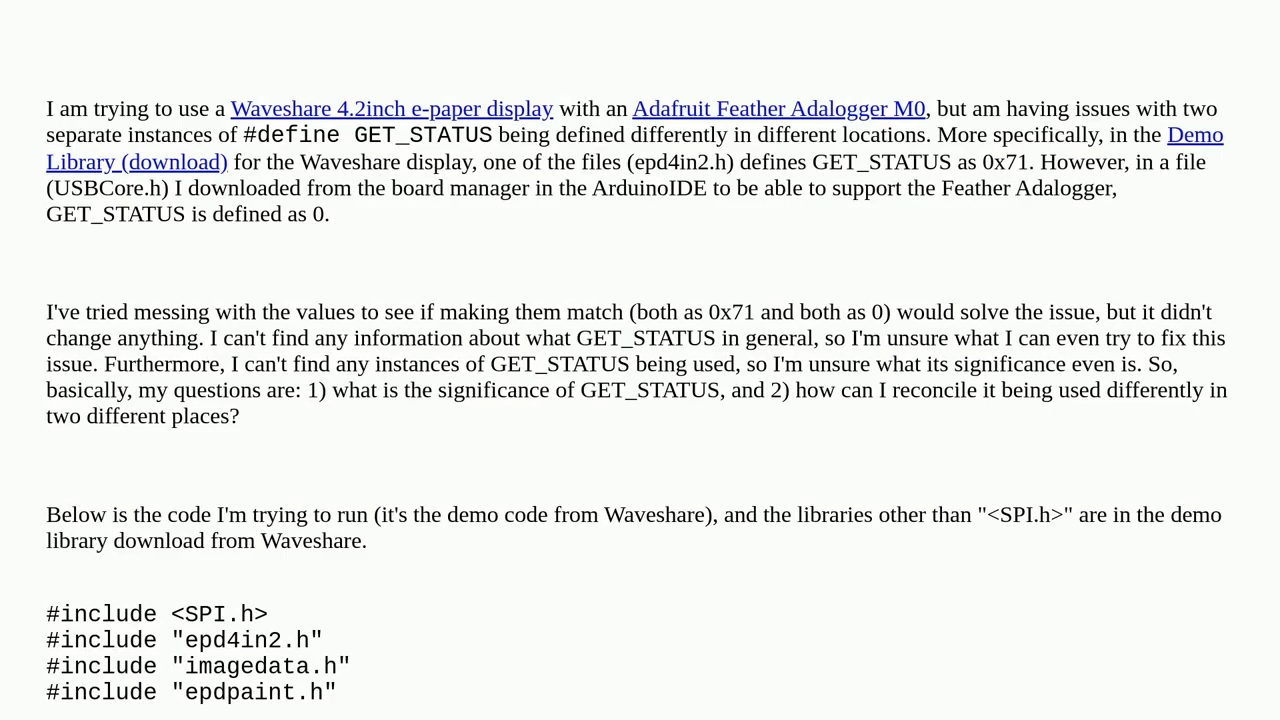 I am trying to use a Waveshare 4.2inch e-paper display with an Adafruit Feather Adalogger M0, but am having issues with two
separate instances of #define GET_STATUS being defined differently in different locations. More specifically, in the Demo
Library (download) for the Waveshare display, one of the files (epd4in2.h) defines GET_STATUS as 0x71. However, in a file
(USBCore.h) I downloaded from the board manager in the ArduinoIDE to be able to support the Feather Adalogger,
GET_STATUS is defined as 0.
I've tried messing with the values to see if making them match (both as 0x71 and both as 0) would solve the issue, but it didn't
change anything. I can't find any information about what GET_STATUS in general, so I'm unsure what I can even try to fix this
issue. Furthermore, I can't find any instances of GET_STATUS being used, so I'm unsure what its significance even is. So,
basically, my questions are: 1) what is the significance of GET_STATUS, and 2) how can I reconcile it being used differently in
two different places?
Below is the code I'm trying to run (it's the demo code from Waveshare), and the libraries other than "<SPI.h>" are in the demo
library download from Waveshare.
#include <SPI.h>
#include "epd4in2.h"
#include "imagedata.h"
#include "epdpaint.h"